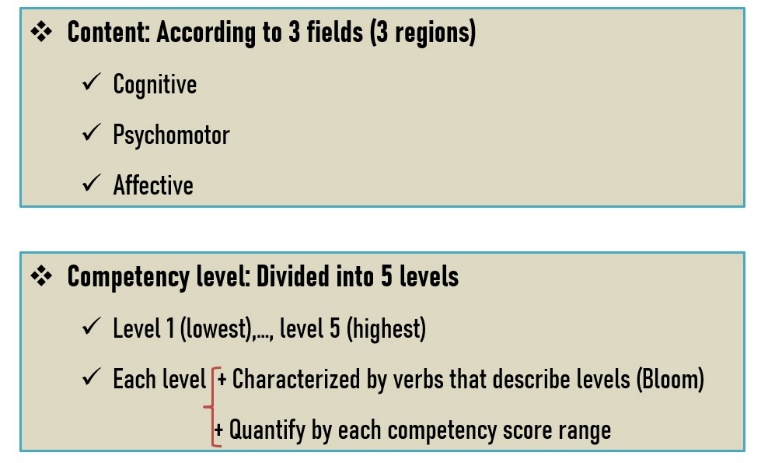 ❖ Content: According to 3 fields (3 regions)
✓ Cognitive
✓ Psychomotor
✓ Affective
❖ Competency level: Divided into 5 levels
✓ Level 1 (lowest),..., level 5 (highest)
✓ Each level + Characterized by verbs that describe levels (Bloom)
+ Quantify by each competency score range